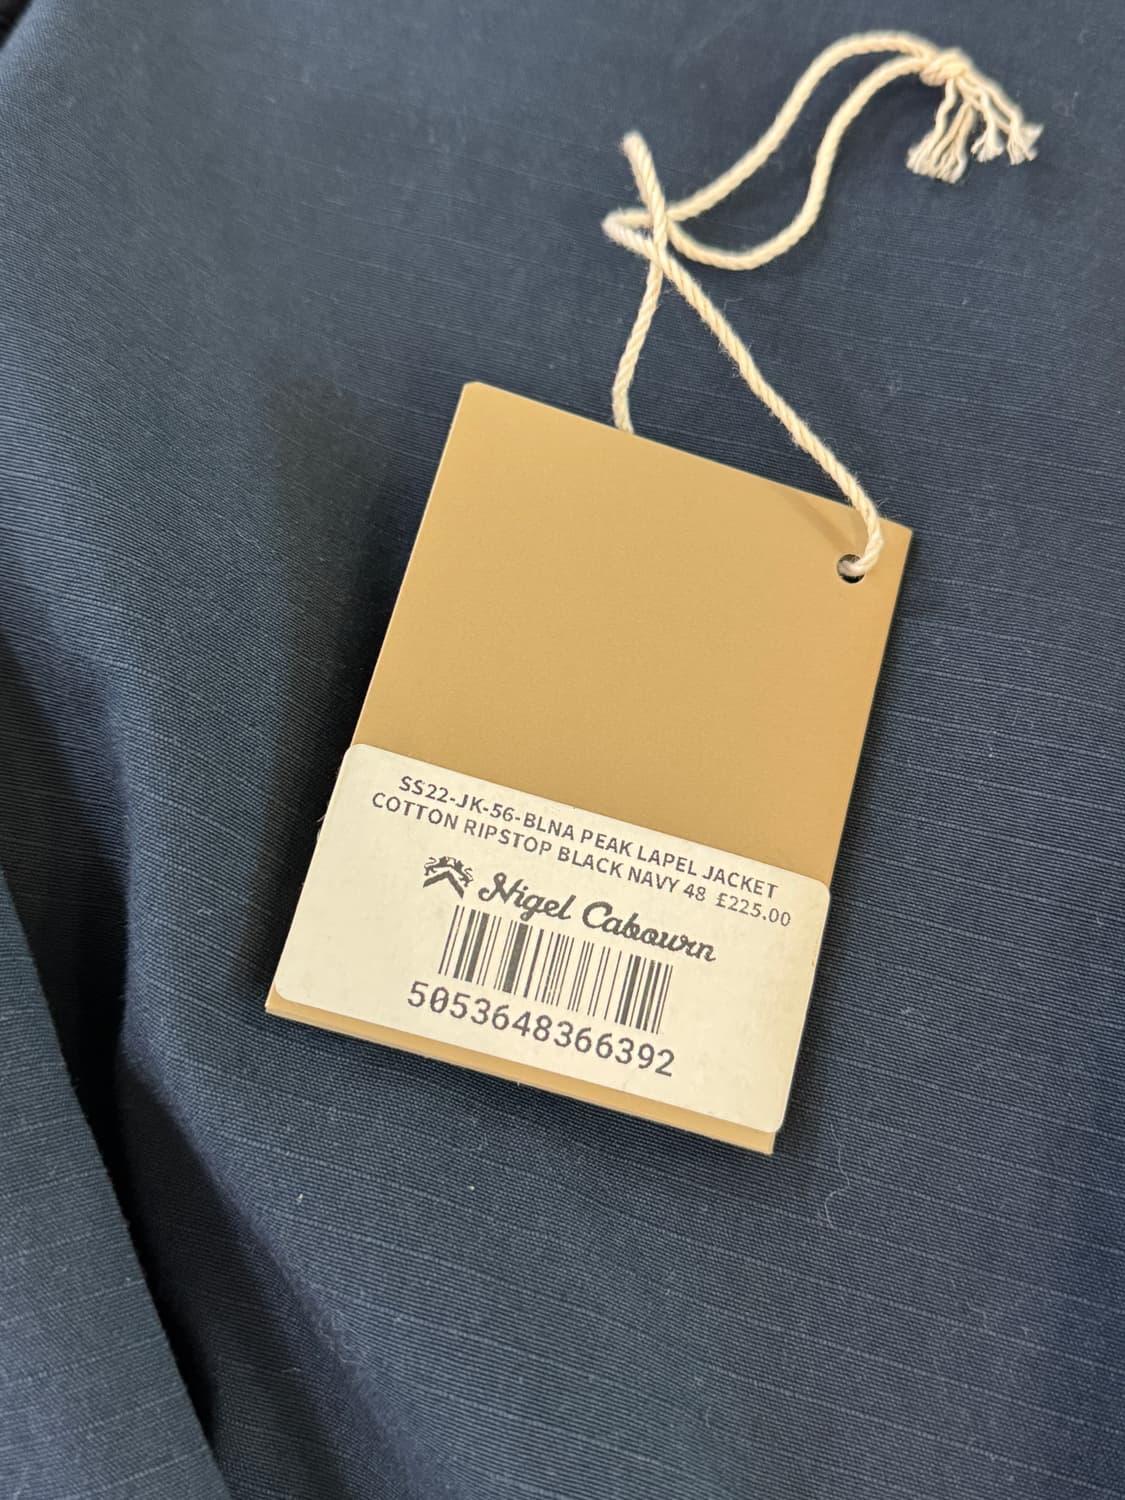 SS22-JK-56-BLNA PEAK LAPEL JACKET
COTTON RIPSTOP BLACK NAVY 48 £225.00
Nigel Cabourn
5053648366392